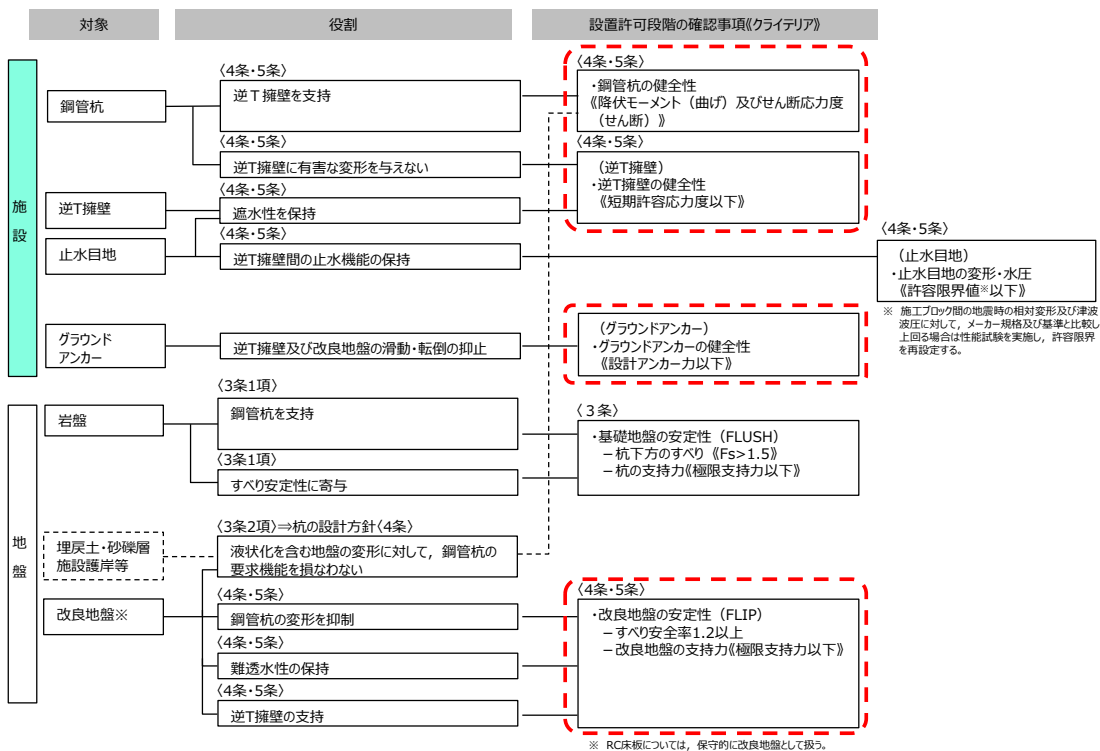 対象
役割
設置許可段階の確認事項《クライテリア》
施設
鋼管杭
〈4条・5条〉
逆T擁壁を支持
〈4条・5条〉
・鋼管杭の健全性
《降伏モーメント（曲げ）及びせん断応力度
（せん断）》
〈4条・5条〉
逆T擁壁に有害な変形を与えない
〈4条・5条〉
（逆T擁壁）
・逆T擁壁の健全性
《短期許容応力度以下》
逆T擁壁
〈4条・5条〉
遮水性を保持
止水目地
〈4条・5条〉
逆T擁壁間の止水機能の保持
〈4条・5条〉
（止水目地）
・止水目地の変形・水圧
《許容限界値※以下》
※ 施工ブロック間の地震時の相対変形及び津波
波圧に対して，メーカー規格及び基準と比較し
上回る場合は性能試験を実施し，許容限界
を再設定する。
グラウンド
アンカー
逆T擁壁及び改良地盤の滑動・転倒の抑止
（グラウンドアンカー）
・グラウンドアンカーの健全性
《設計アンカー力以下》
地盤
岩盤
〈3条1項〉
鋼管杭を支持
〈3条1項〉
すべり安定性に寄与
〈３条〉
・基礎地盤の安定性（FLUSH）
－杭下方のすべり《Fs>1.5》
－杭の支持力《極限支持力以下》
埋戻土・砂礫層
施設護岸等
〈3条2項〉⇒杭の設計方針〈4条〉
液状化を含む地盤の変形に対して，鋼管杭の
要求機能を損なわない
改良地盤※
〈4条・5条〉
鋼管杭の変形を抑制
〈4条・5条〉
難透水性の保持
〈4条・5条〉
逆T擁壁の支持
〈4条・5条〉
・改良地盤の安定性（FLIP）
－すべり安全率1.2以上
－改良地盤の支持力《極限支持力以下》
※ RC床板については，保守的に改良地盤として扱う。